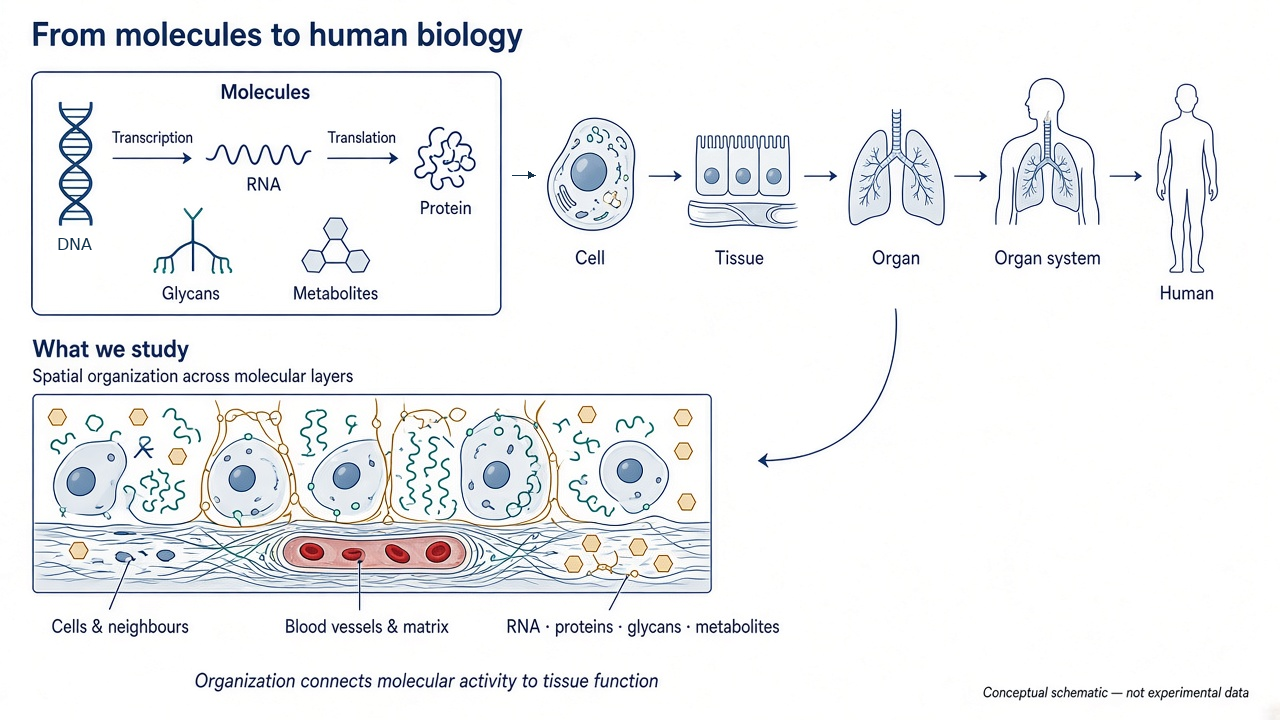 From molecules to human biology
Molecules
Transcription
Translation
DNA
RNA
Protein
Glycans
Metabolites
Cell
Tissue
Organ
Organ system
Human
What we study
Spatial organization across molecular layers
Cells & neighbours
Blood vessels & matrix
RNA · proteins · glycans · metabolites
Organization connects molecular activity to tissue function
Conceptual schematic — not experimental data